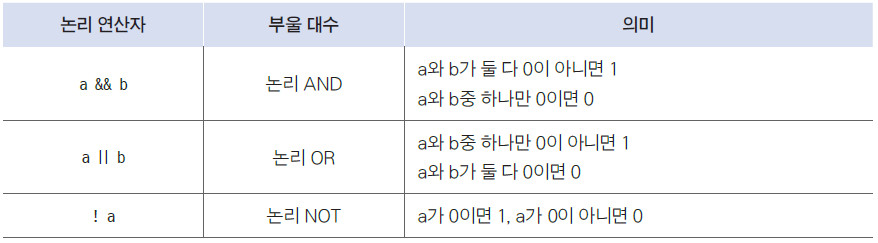 논리 연산자 부울 대수 의미
a && b 논리 AND a와 b가 둘 다 0이 아니면 1
a와 b중 하나만 0이면 0
a || b 논리 OR a와 b중 하나만 0이 아니면 1
a와 b가 둘 다 0이면 0
! a 논리 NOT a가 0이면 1, a가 0이 아니면 0